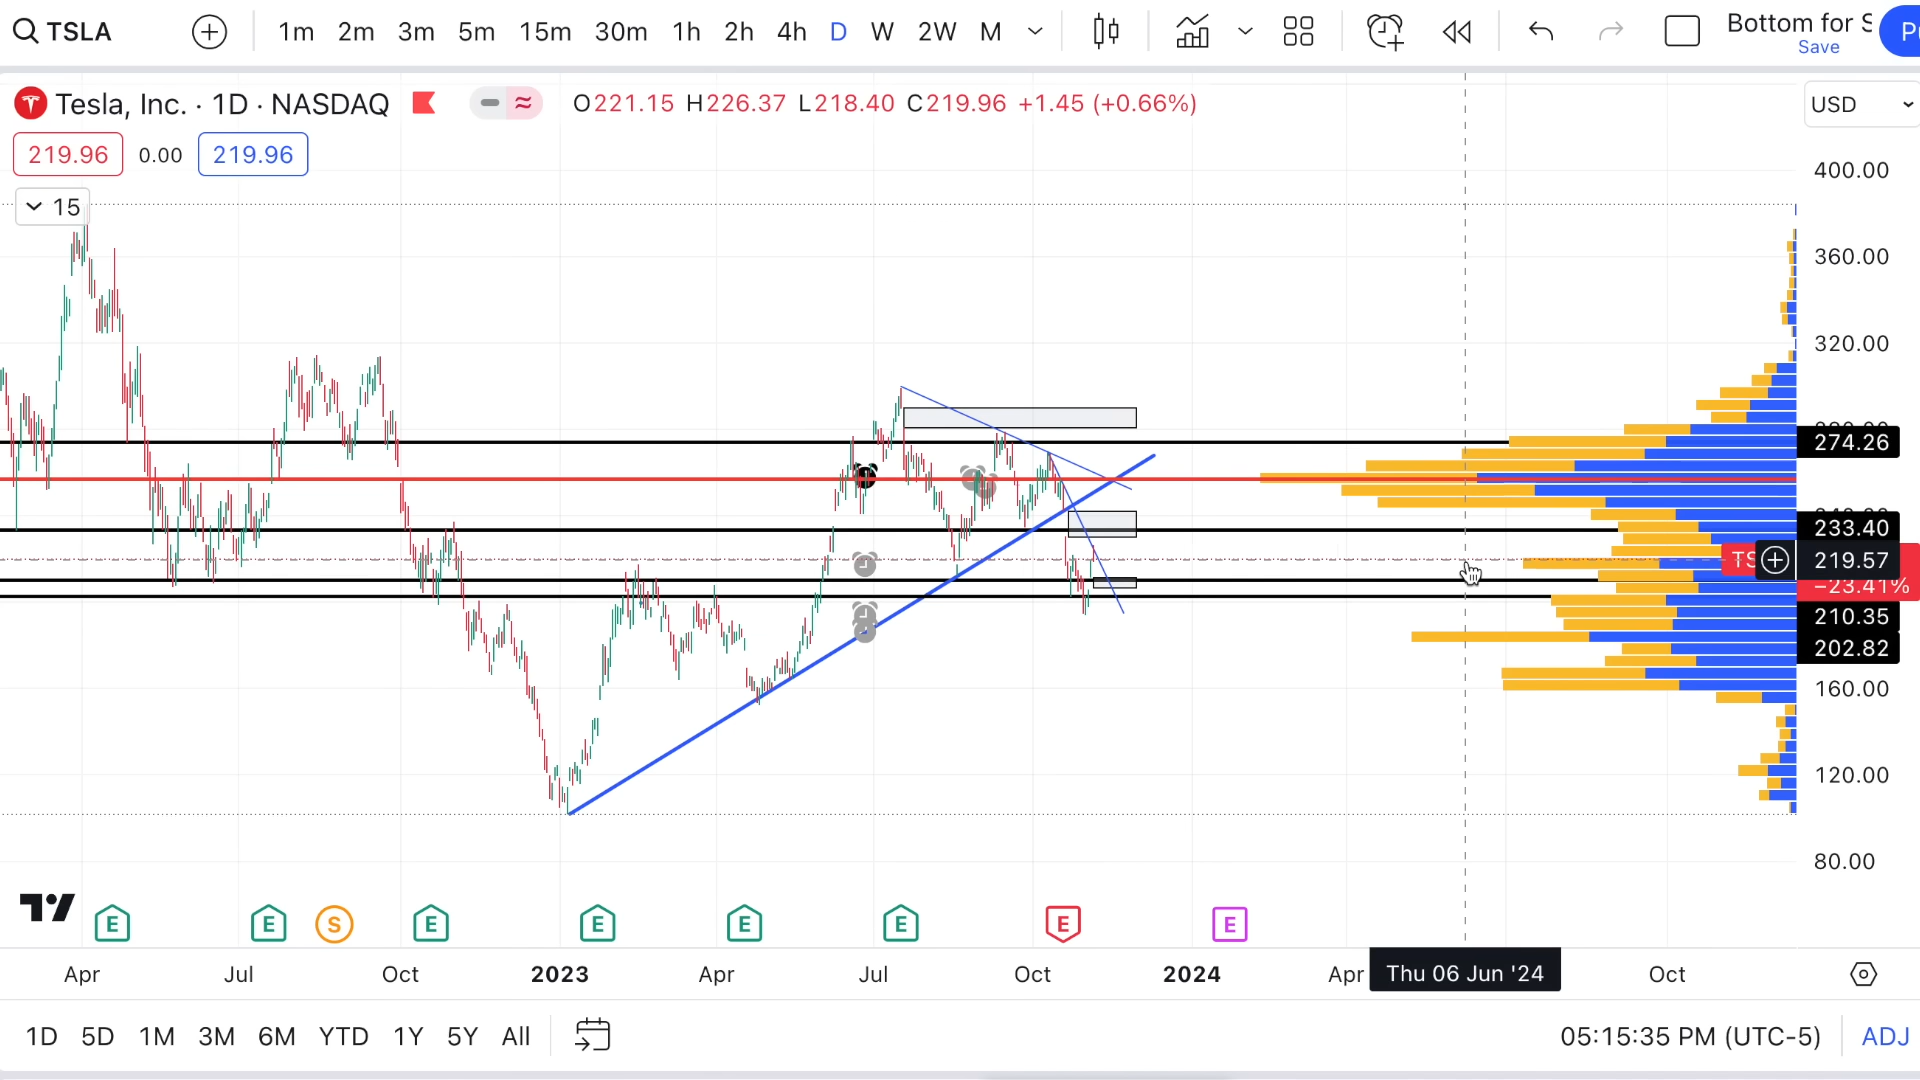 TSLA 1m 2m 3m 5m 15m 30m 1h 2h 4h D W 2W M Bottom for S
Save
Tesla, Inc. · 1D · NASDAQ O221.15 H226.37 L218.40 C219.96 +1.45 (+0.66%) USD
219.96 0.00 219.96
15
400.00
360.00
320.00
274.26
233.40
TS 219.57
−23.41%
210.35
202.82
160.00
120.00
80.00
E E S E E E E E E
Apr Jul Oct 2023 Apr Jul Oct 2024 Apr Thu 06 Jun '24 Oct
1D 5D 1M 3M 6M YTD 1Y 5Y All 05:15:35 PM (UTC-5) ADJ